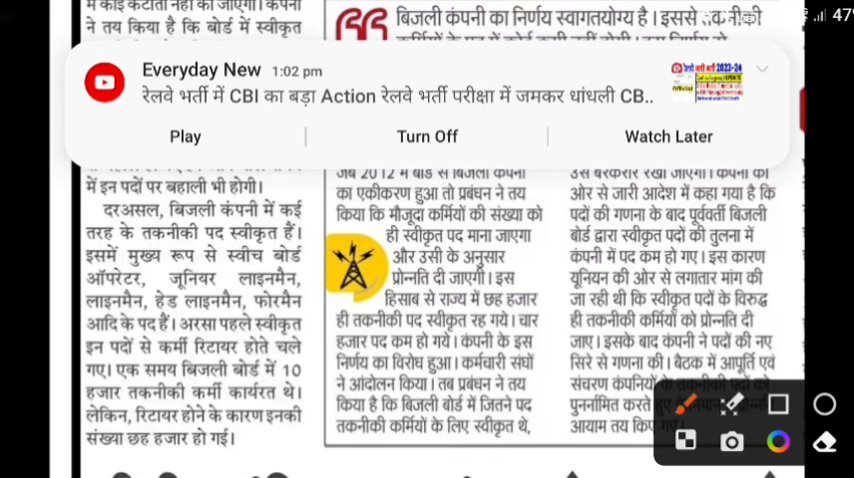 में कोई कटौती नहीं की जाएगी। कंपनी
ने तय किया है कि बोर्ड में स्वीकृत
बिजली कंपनी का निर्णय स्वागतयोग्य है। इससे तकनीकी
47
Everyday New 1:02 pm
रेलवे भर्ती में CBI का बड़ा Action रेलवे भर्ती परीक्षा में जमकर धांधली CB..
Play
Turn Off
Watch Later
में इन पदों पर बहाली भी होगी।
दरअसल, बिजली कंपनी में कई
तरह के तकनीकी पद स्वीकृत हैं।
इसमें मुख्य रूप से स्वीच बोर्ड
ऑपरेटर, जूनियर लाइनमैन,
लाइनमैन, हेड लाइनमैन, फोरमैन
आदि के पद हैं। अरसा पहले स्वीकृत
इन पदों से कर्मी रिटायर होते चले
गए। एक समय बिजली बोर्ड में 10
हजार तकनीकी कर्मी कार्यरत थे।
लेकिन, रिटायर होने के कारण इनकी
संख्या छह हजार हो गई।
जब 2012 में बोर्ड से बिजली कंपनी
का एकीकरण हुआ तो प्रबंधन ने तय
किया कि मौजूदा कर्मियों की संख्या को
ही स्वीकृत पद माना जाएगा
और उसी के अनुसार
प्रोन्नति दी जाएगी। इस
हिसाब से राज्य में छह हजार
ही तकनीकी पद स्वीकृत रह गये। चार
हजार पद कम हो गये। कंपनी के इस
निर्णय का विरोध हुआ। कर्मचारी संघों
ने आंदोलन किया। तब प्रबंधन ने तय
किया है कि बिजली बोर्ड में जितने पद
तकनीकी कर्मियों के लिए स्वीकृत थे,
उसे बरकरार रखा जाएगा। कंपनी की
ओर से जारी आदेश में कहा गया है कि
पदों की गणना के बाद पूर्ववर्ती बिजली
बोर्ड द्वारा स्वीकृत पदों की तुलना में
कंपनी में पद कम हो गए। इस कारण
यूनियन की ओर से लगातार मांग की
जा रही थी कि स्वीकृत पदों के विरुद्ध
ही तकनीकी कर्मियों को प्रोन्नति दी
जाए। इसके बाद कंपनी ने पदों की नए
सिरे से गणना की। बैठक में आपूर्ति एवं
संचरण कंपनियों के तकनीकी पदों को
पुनर्नामित करते हुए
आयाम तय किए गए।